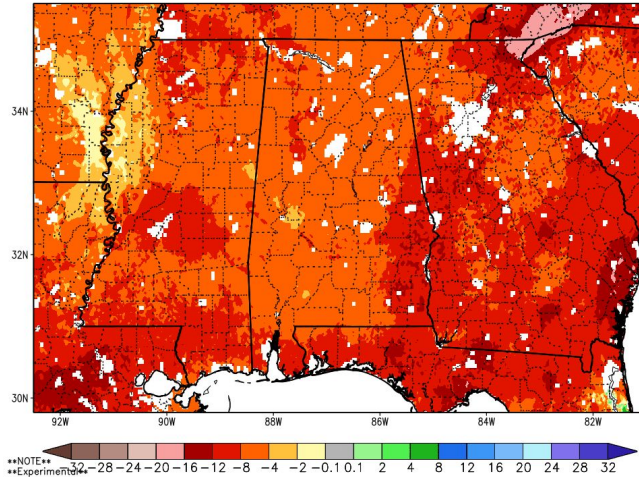 34N
32N
30N
92W 90W 88W 86W 84W 82W
**NOTE**
**Experimental**
-32 -28 -24 -20 -16 -12 -8 -4 -2 -0.1 0.1 2 4 8 12 16 20 24 28 32